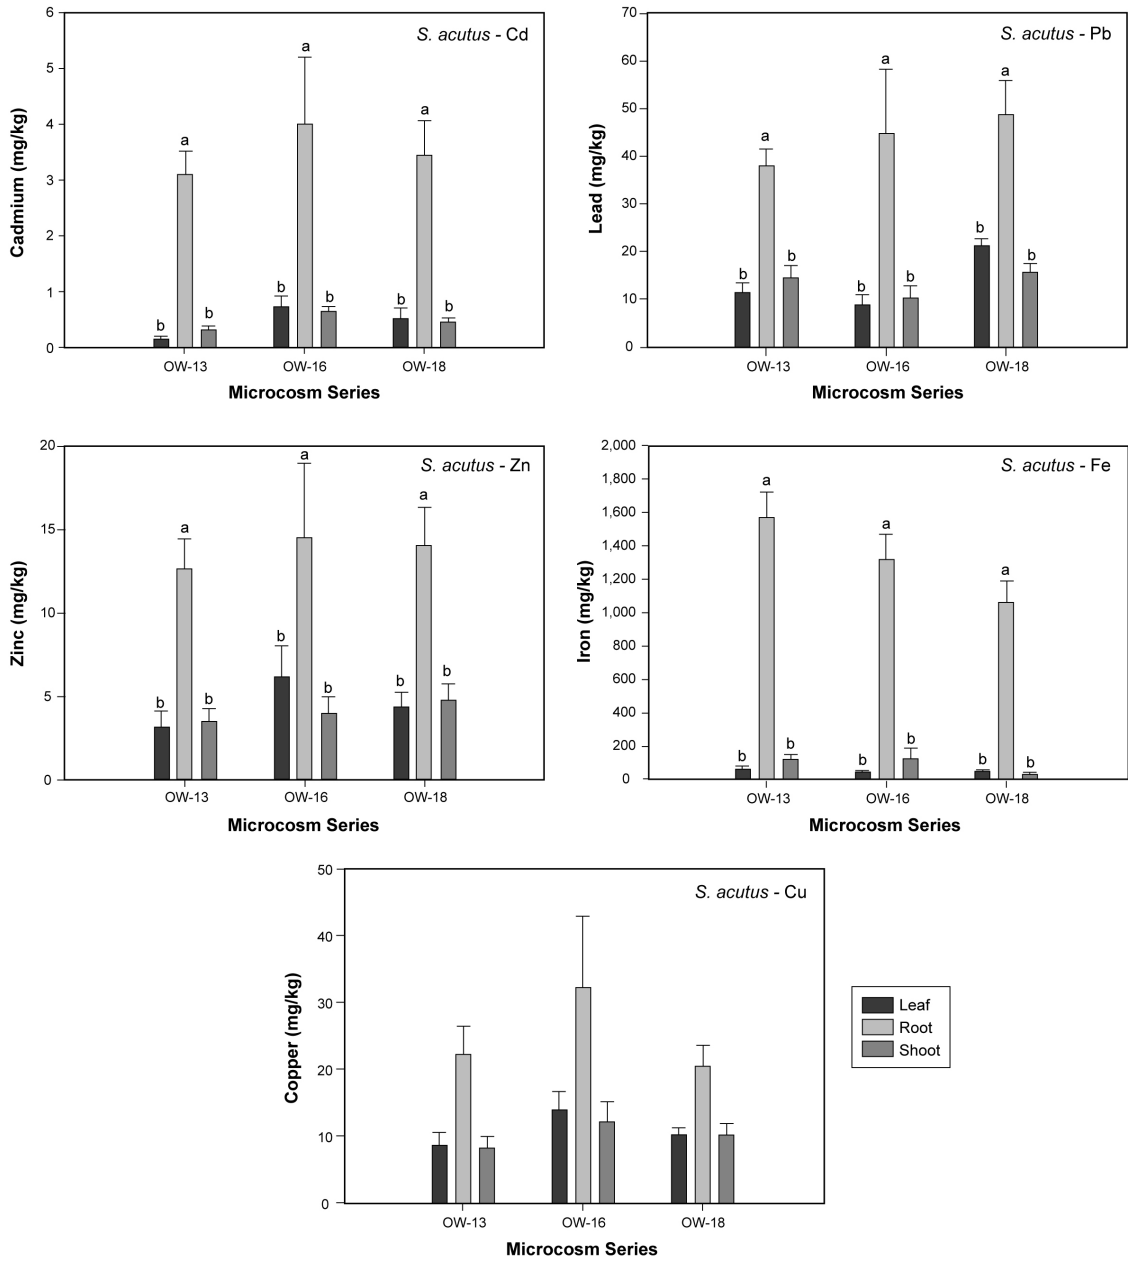 S. acutus - Cd
Cadmium (mg/kg)
6
5
4
3
2
1
0
b a b
b a b
b a b
OW-13 OW-16 OW-18
Microcosm Series
S. acutus - Pb
Lead (mg/kg)
70
60
50
40
30
20
10
0
b a b
b a b
b a b
OW-13 OW-16 OW-18
Microcosm Series
S. acutus - Zn
Zinc (mg/kg)
20
15
10
5
0
b a b
b a b
b a b
OW-13 OW-16 OW-18
Microcosm Series
S. acutus - Fe
Iron (mg/kg)
2,000
1,800
1,600
1,400
1,200
1,000
800
600
400
200
0
b a b
b a b
b a b
OW-13 OW-16 OW-18
Microcosm Series
S. acutus - Cu
Copper (mg/kg)
50
40
30
20
10
0
OW-13 OW-16 OW-18
Microcosm Series
Leaf
Root
Shoot